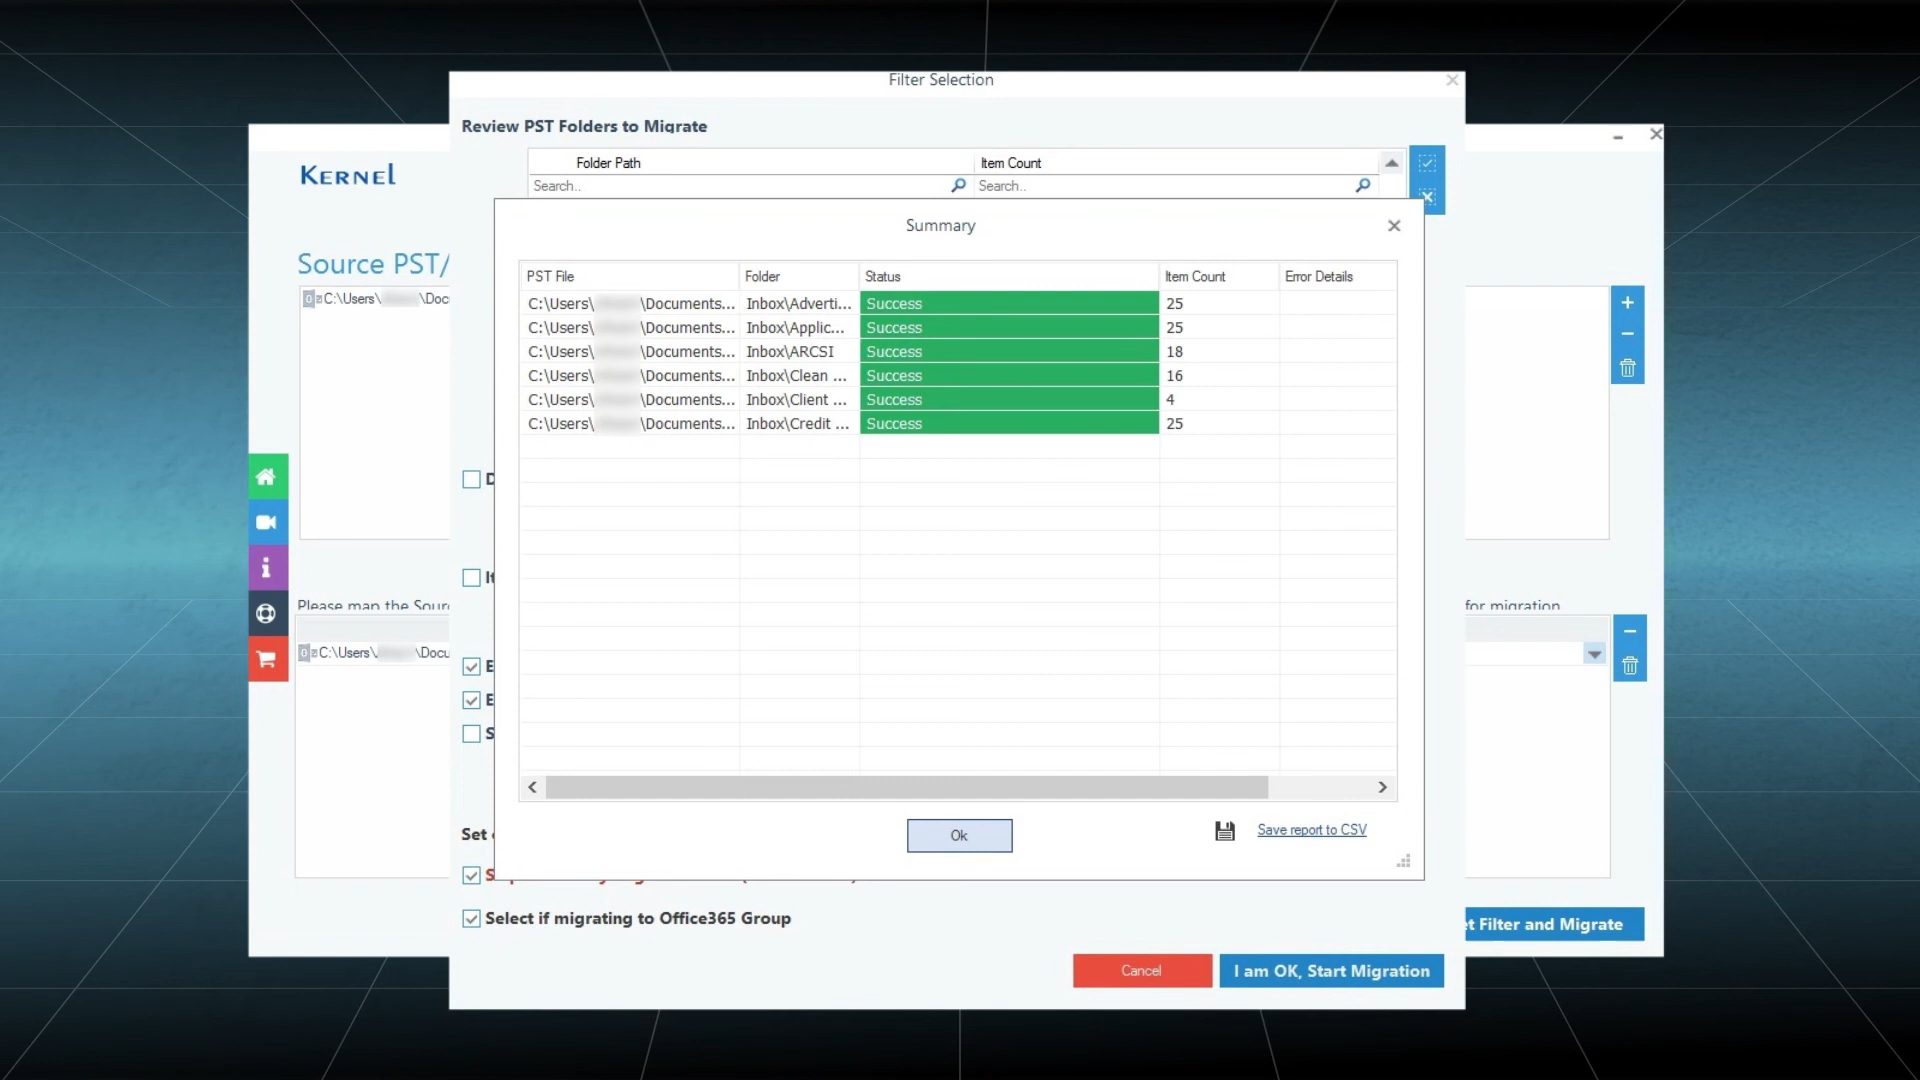 Filter Selection
Review PST Folders to Migrate
Folder Path Item Count
Search.. Search..
KERNEL
Source PST/
C:\Users\ \Doc
Summary
PST File Folder Status Item Count Error Details
C:\Users\ \Documents... Inbox\Adverti... Success 25
C:\Users\ \Documents... Inbox\Applic... Success 25
C:\Users\ \Documents... Inbox\ARCSI Success 18
C:\Users\ \Documents... Inbox\Clean ... Success 16
C:\Users\ \Documents... Inbox\Client ... Success 4
C:\Users\ \Documents... Inbox\Credit ... Success 25
Please map the Sour
for migration
C:\Users\ \Docu
Ok
Save report to CSV
Set
Select if migrating to Office365 Group
t Filter and Migrate
Cancel
I am OK, Start Migration